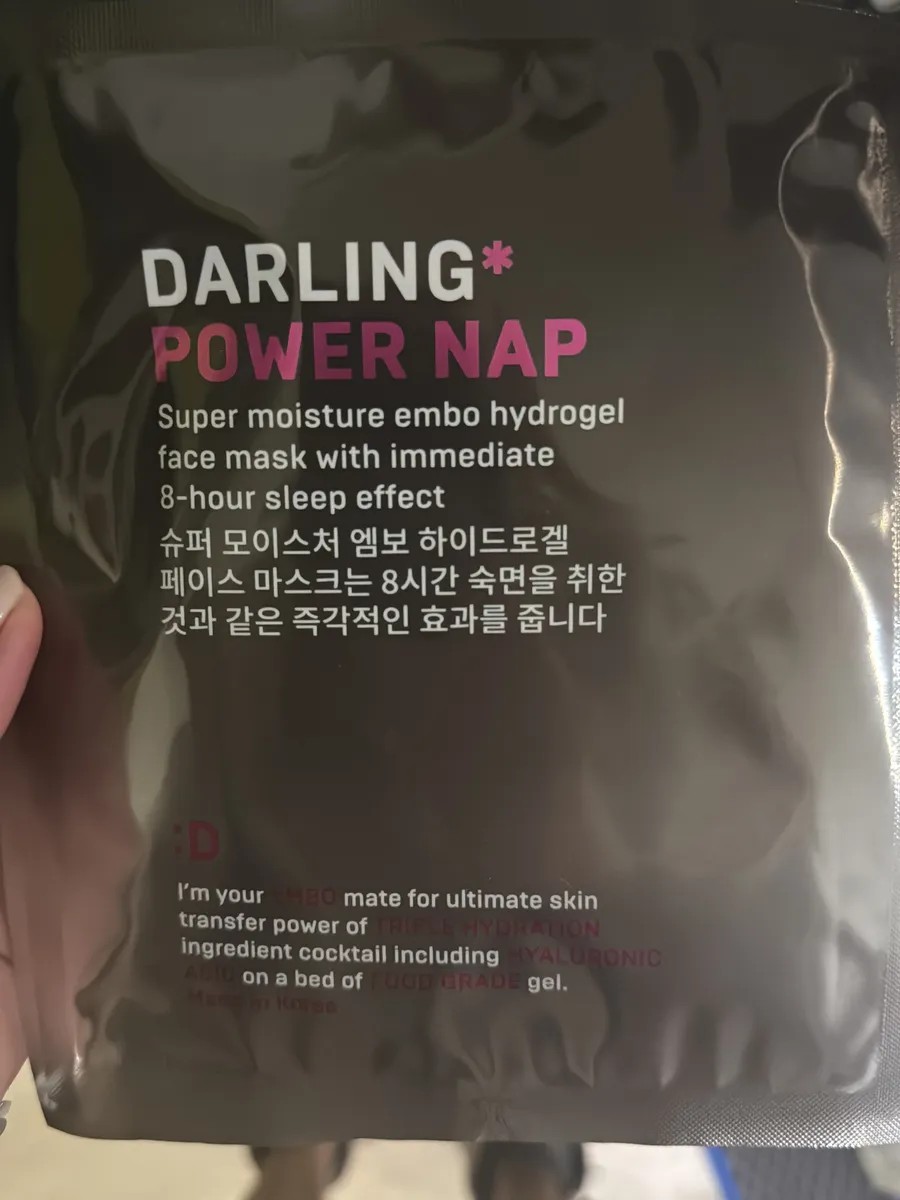 DARLING*
POWER NAP
Super moisture embo hydrogel
face mask with immediate
8-hour sleep effect
슈퍼 모이스처 엠보 하이드로겔
페이스 마스크는 8시간 숙면을 취한
것과 같은 즉각적인 효과를 줍니다
:D
I'm your EMBO mate for ultimate skin
transfer power of TRIPLE HYDRATION
ingredient cocktail including HYALURONIC
ACID on a bed of FOOD GRADE gel.
Made in Korea